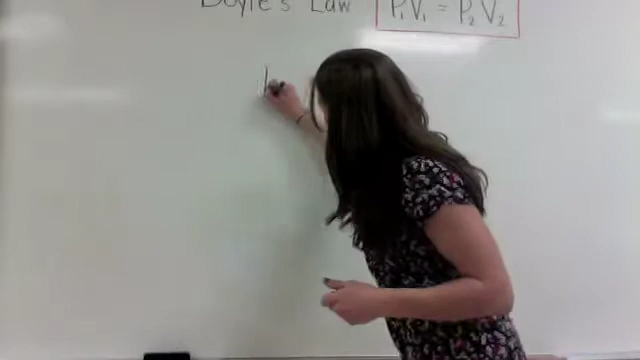 Boyle's Law P₁V₁ = P₂V₂